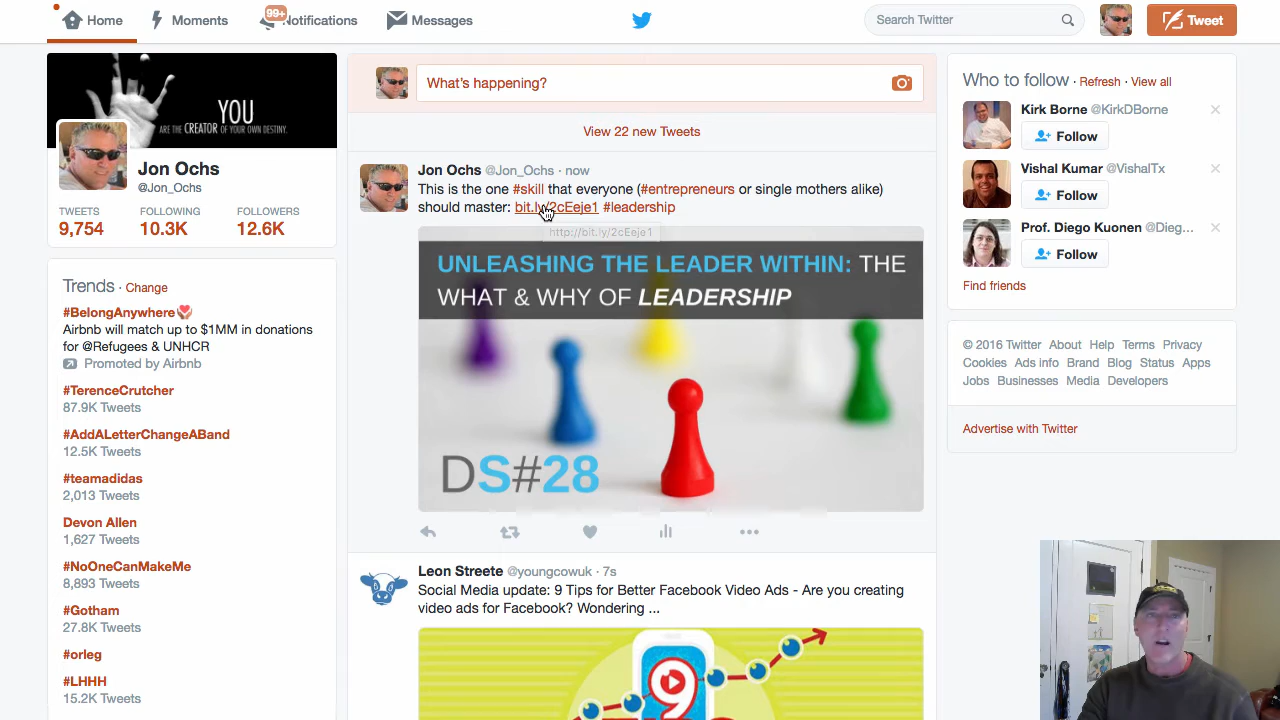 Home
Moments
99+
Notifications
Messages
Search Twitter
Tweet
YOU
ARE THE CREATOR OF YOUR OWN DESTINY.
Jon Ochs
@Jon_Ochs
TWEETS FOLLOWING FOLLOWERS
9,754 10.3K 12.6K
Trends · Change
#BelongAnywhere
Airbnb will match up to $1MM in donations
for @Refugees & UNHCR
Promoted by Airbnb
#TerenceCrutcher
87.9K Tweets
#AddALetterChangeABand
12.5K Tweets
#teamadidas
2,013 Tweets
Devon Allen
1,627 Tweets
#NoOneCanMakeMe
8,893 Tweets
#Gotham
27.8K Tweets
#orleg
#LHHH
15.2K Tweets
What's happening?
View 22 new Tweets
Jon Ochs @Jon_Ochs · now
This is the one #skill that everyone (#entrepreneurs or single mothers alike)
should master: bit.ly/2cEeje1 #leadership
http://bit.ly/2cEeje1
UNLEASHING THE LEADER WITHIN: THE
WHAT & WHY OF LEADERSHIP
DS#28
Leon Streete @youngcowuk · 7s
Social Media update: 9 Tips for Better Facebook Video Ads - Are you creating
video ads for Facebook? Wondering ...
9
Who to follow · Refresh · View all
Kirk Borne @KirkDBorne
Follow
Vishal Kumar @VishalTx
Follow
Prof. Diego Kuonen @Dieg...
Follow
Find friends
© 2016 Twitter About Help Terms Privacy
Cookies Ads info Brand Blog Status Apps
Jobs Businesses Media Developers
Advertise with Twitter